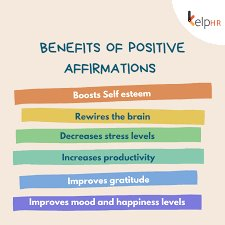 kelpHR
BENEFITS OF POSITIVE
AFFIRMATIONS
Boosts Self esteem
Rewires the brain
Decreases stress levels
Increases productivity
Improves gratitude
Improves mood and happiness levels